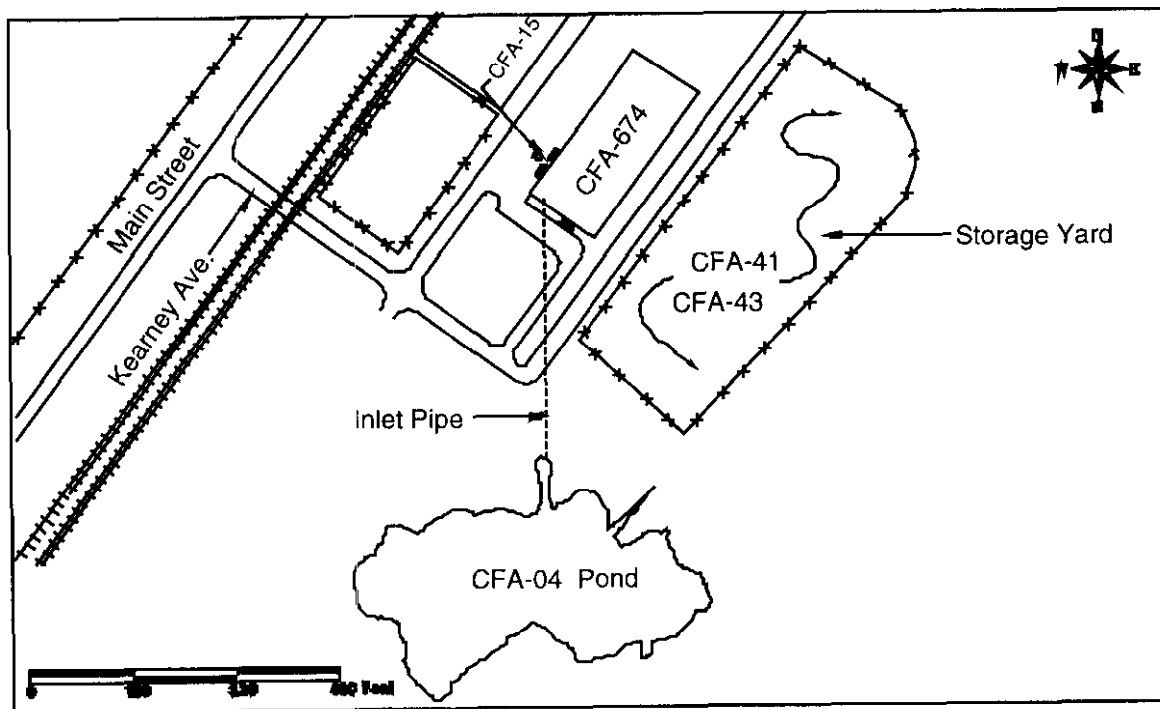 CFA-15
CFA-674
Main Street
Kearney Ave.
Storage Yard
CFA-41
CFA-43
Inlet Pipe
CFA-04 Pond
0